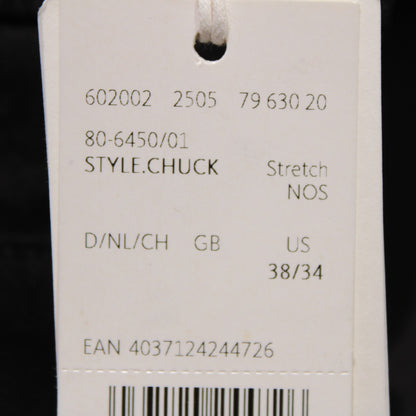 602002 2505 79 630 20
80-6450/01
STYLE.CHUCK Stretch
NOS
D/NL/CH GB US
38/34
EAN 4037124244726